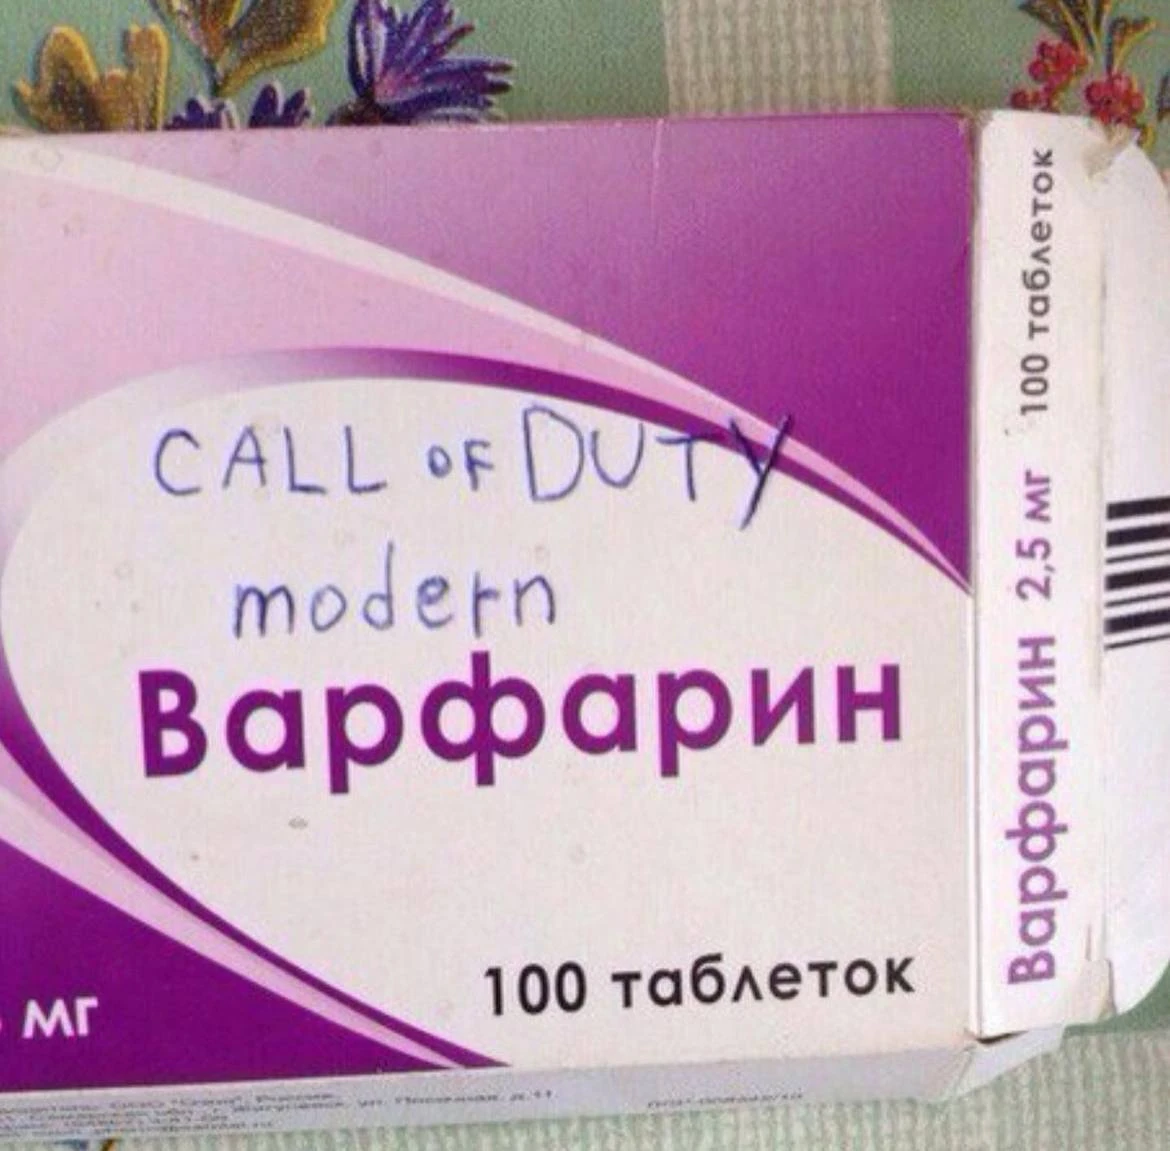 CALL OF DUTY
modern
Варфарин
100 таблеток
мг
Варфарин 2,5 мг 100 таблеток